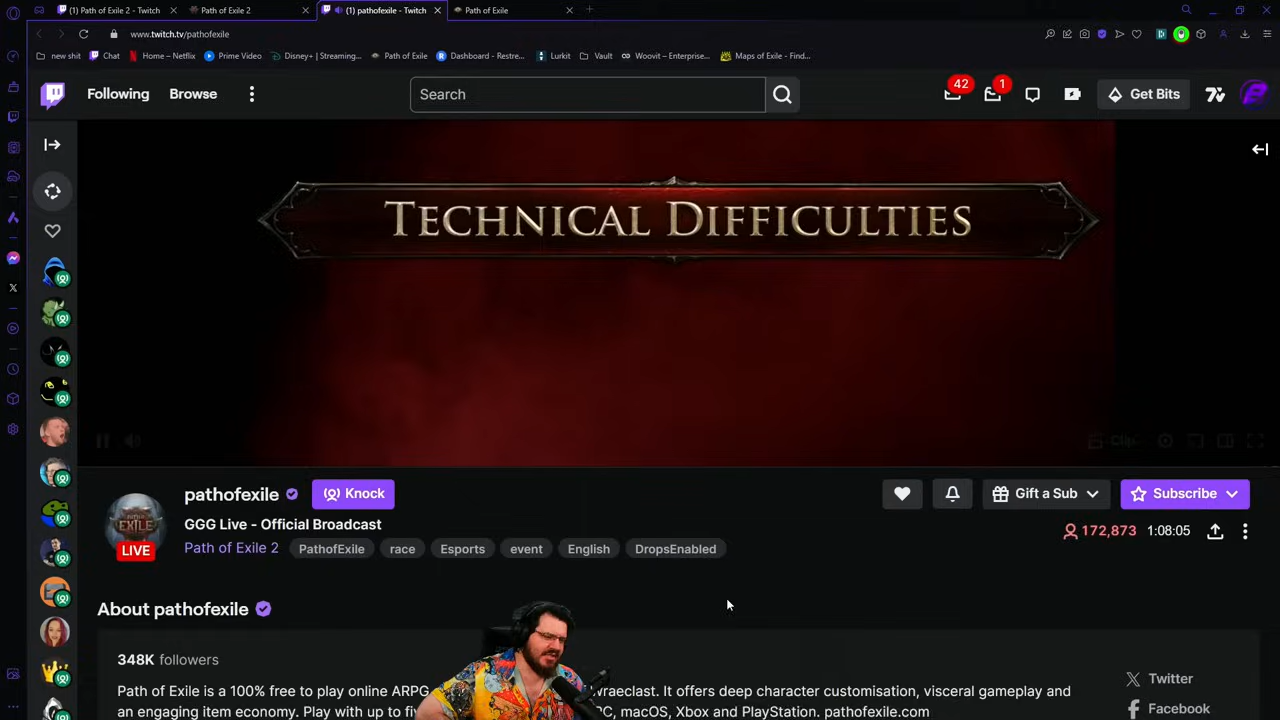 (1) Path of Exile 2 - Twitch
Path of Exile 2
(1) pathofexile - Twitch
Path of Exile
www.twitch.tv/pathofexile
new shit
Chat
Home – Netflix
Prime Video
Disney+ | Streaming...
Path of Exile
Dashboard - Restre...
Lurkit
Vault
Woovit – Enterprise...
Maps of Exile - Find...
Following
Browse
Search
42
1
Get Bits
TECHNICAL DIFFICULTIES
Clip
pathofexile
Knock
Gift a Sub
Subscribe
GGG Live - Official Broadcast
172,873
1:08:05
Path of Exile 2
PathofExile
race
Esports
event
English
DropsEnabled
LIVE
About pathofexile
348K followers
Path of Exile is a 100% free to play online ARPG
wraeclast. It offers deep character customisation, visceral gameplay and
an engaging item economy. Play with up to fiv
PC, macOS, Xbox and PlayStation. pathofexile.com
Twitter
Facebook